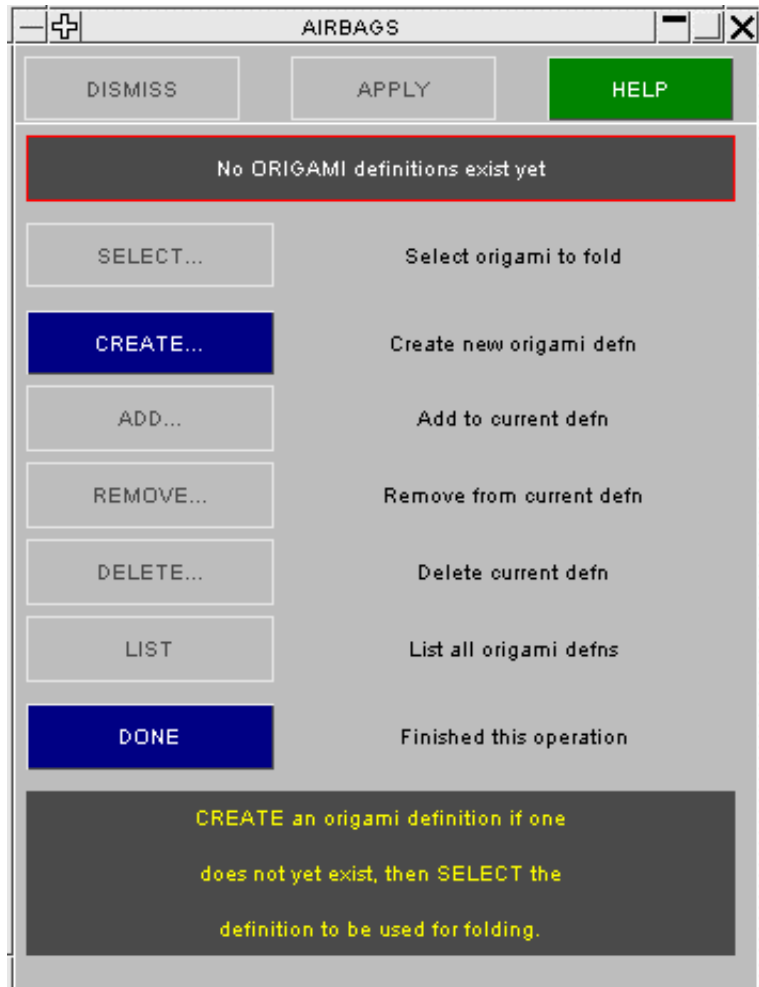 AIRBAGS
DISMISS APPLY HELP
No ORIGAMI definitions exist yet
SELECT... Select origami to fold
CREATE... Create new origami defn
ADD... Add to current defn
REMOVE... Remove from current defn
DELETE... Delete current defn
LIST List all origami defns
DONE Finished this operation
CREATE an origami definition if one
does not yet exist, then SELECT the
definition to be used for folding.